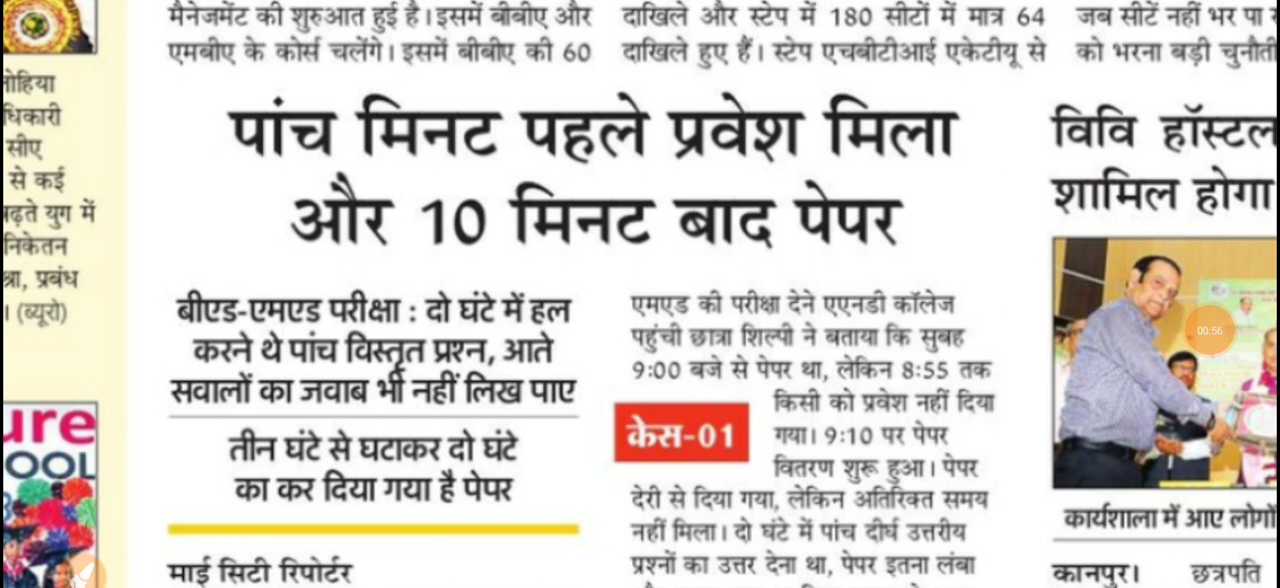 मैनेजमेंट की शुरुआत हुई है। इसमें बीबीए और
एमबीए के कोर्स चलेंगे। इसमें बीबीए की 60
दाखिले और स्टेप में 180 सीटों में मात्र 64
दाखिले हुए हैं। स्टेप एचबीटीआई एकेटीयू से
जब सीटें नहीं भर पा
को भरना बड़ी चुनौती
नोहिया
धिकारी
सीए
से कई
बढ़ते युग में
निकेतन
श्रा, प्रबंध
। (ब्यूरो)
ure
OOL
पांच मिनट पहले प्रवेश मिला
और 10 मिनट बाद पेपर
बीएड-एमएड परीक्षा : दो घंटे में हल
करने थे पांच विस्तृत प्रश्न, आते
सवालों का जवाब भी नहीं लिख पाए
तीन घंटे से घटाकर दो घंटे
का कर दिया गया है पेपर
माई सिटी रिपोर्टर
एमएड की परीक्षा देने एएनडी कॉलेज
पहुंची छात्रा शिल्पी ने बताया कि सुबह
9:00 बजे से पेपर था, लेकिन 8:55 तक
किसी को प्रवेश नहीं दिया
केस-01
गया। 9:10 पर पेपर
वितरण शुरू हुआ। पेपर
देरी से दिया गया, लेकिन अतिरिक्त समय
नहीं मिला। दो घंटे में पांच दीर्घ उत्तरीय
प्रश्नों का उत्तर देना था, पेपर इतना लंबा
विवि हॉस्टल
शामिल होगा
00:56
कार्यशाला में आए लोगों
कानपुर। छत्रपति